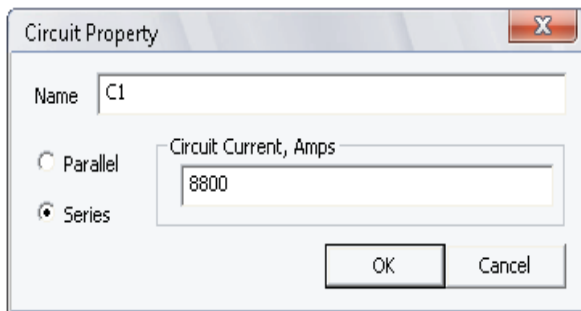 Circuit Property
Name C1
Parallel
Series
Circuit Current, Amps
8800
OK Cancel